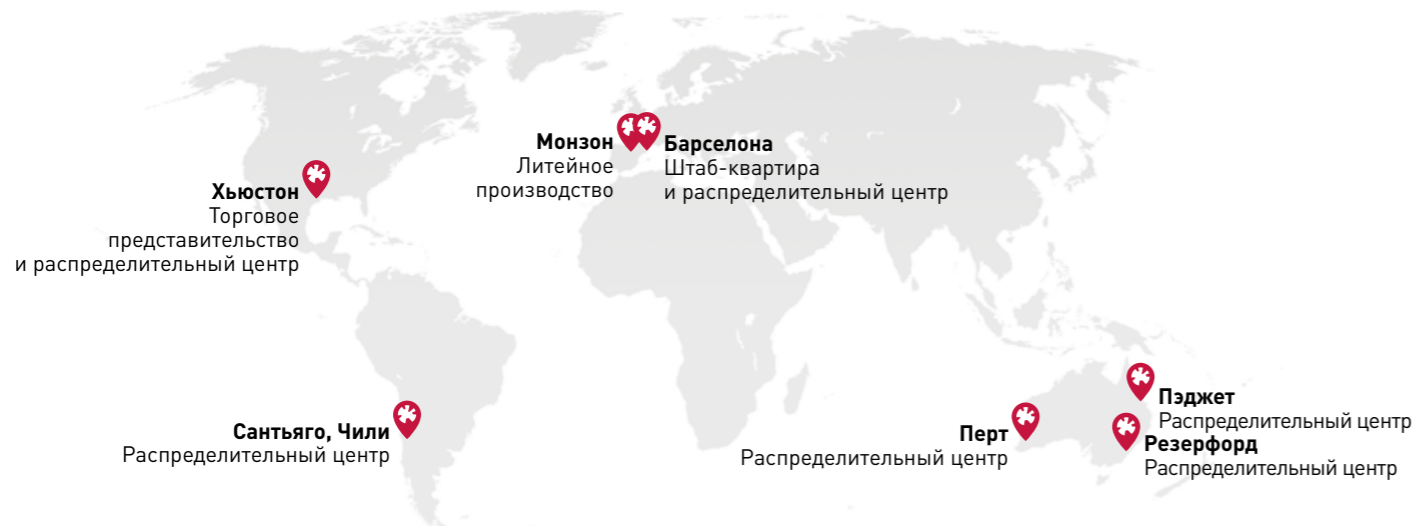 Монзон
Литейное
производство
Барселона
Штаб-квартира
и распределительный центр
Хьюстон
Торговое
представительство
и распределительный центр
Сантьяго, Чили
Распределительный центр
Перт
Распределительный центр
Пэджет
Распределительный центр
Резерфорд
Распределительный центр